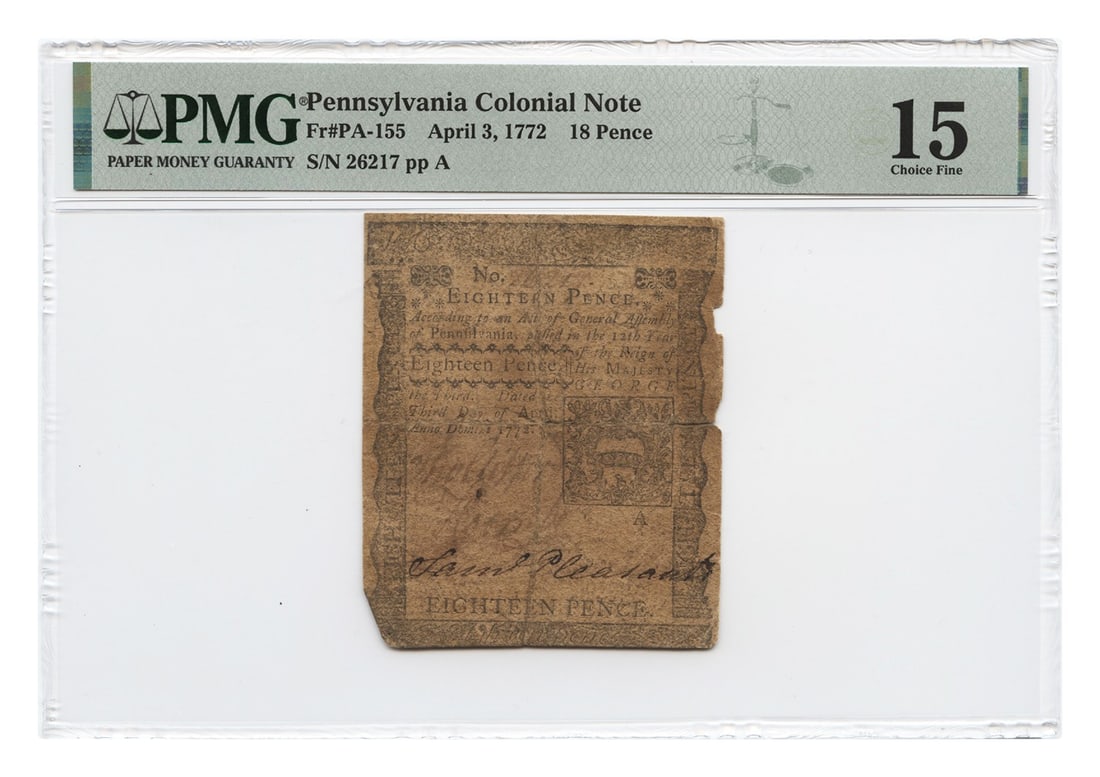 PMG® Pennsylvania Colonial Note
Fr#PA-155 April 3, 1772 18 Pence
PAPER MONEY GUARANTY S/N 26217 pp A
15
Choice Fine
No.
EIGHTEEN PENCE.
According to an Act of General Assembly
of Pennsylvania, passed in the 12th Year
of the Reign of
Eighteen Pence. His MAJESTY
GEORGE
the Third. Dated
Third Day of April
Anno Domini 1772.
A
Saml Pleasants
EIGHTEEN PENCE.